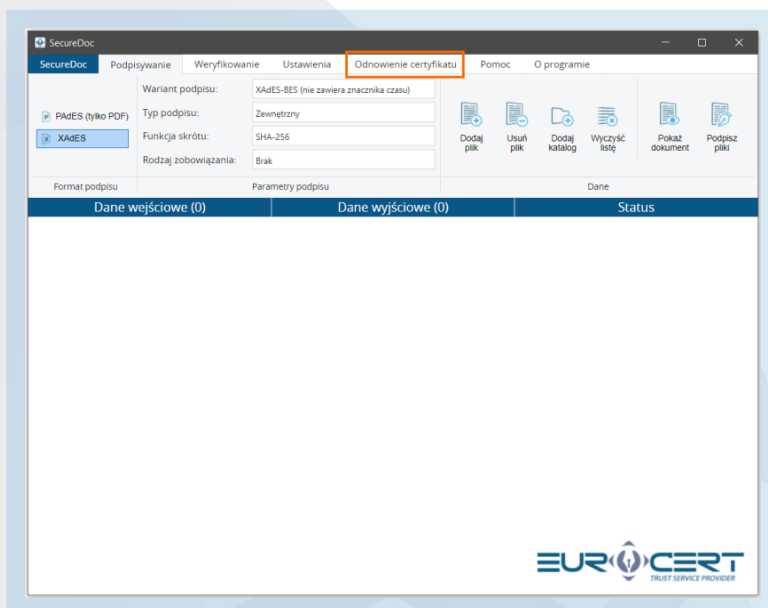 SecureDoc
SecureDoc Podpisywanie Weryfikowanie Ustawienia Odnowienie certyfikatu Pomoc O programie
PAdES (tylko PDF)
XAdES
Format podpisu
Wariant podpisu: XAdES-BES (nie zawiera znacznika czasu)
Typ podpisu: Zewnętrzny
Funkcja skrótu: SHA-256
Rodzaj zobowiązania: Brak
Parametry podpisu
Dodaj plik
Usuń plik
Dodaj katalog
Wyczyść listę
Pokaż dokument
Podpisz pliki
Dane
Dane wejściowe (0) Dane wyjściowe (0) Status
EUROCERT
TRUST SERVICE PROVIDER